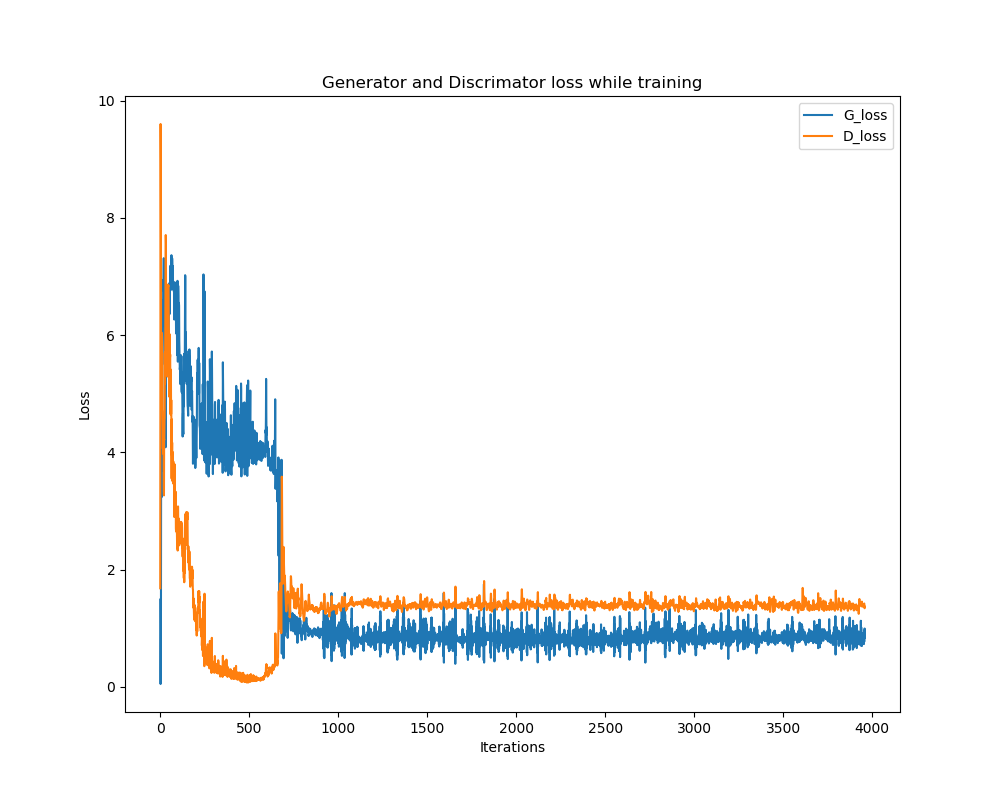 Generator and Discrimator loss while training
G_loss
D_loss
10
8
6
4
2
0
Loss
0 500 1000 1500 2000 2500 3000 3500 4000
Iterations